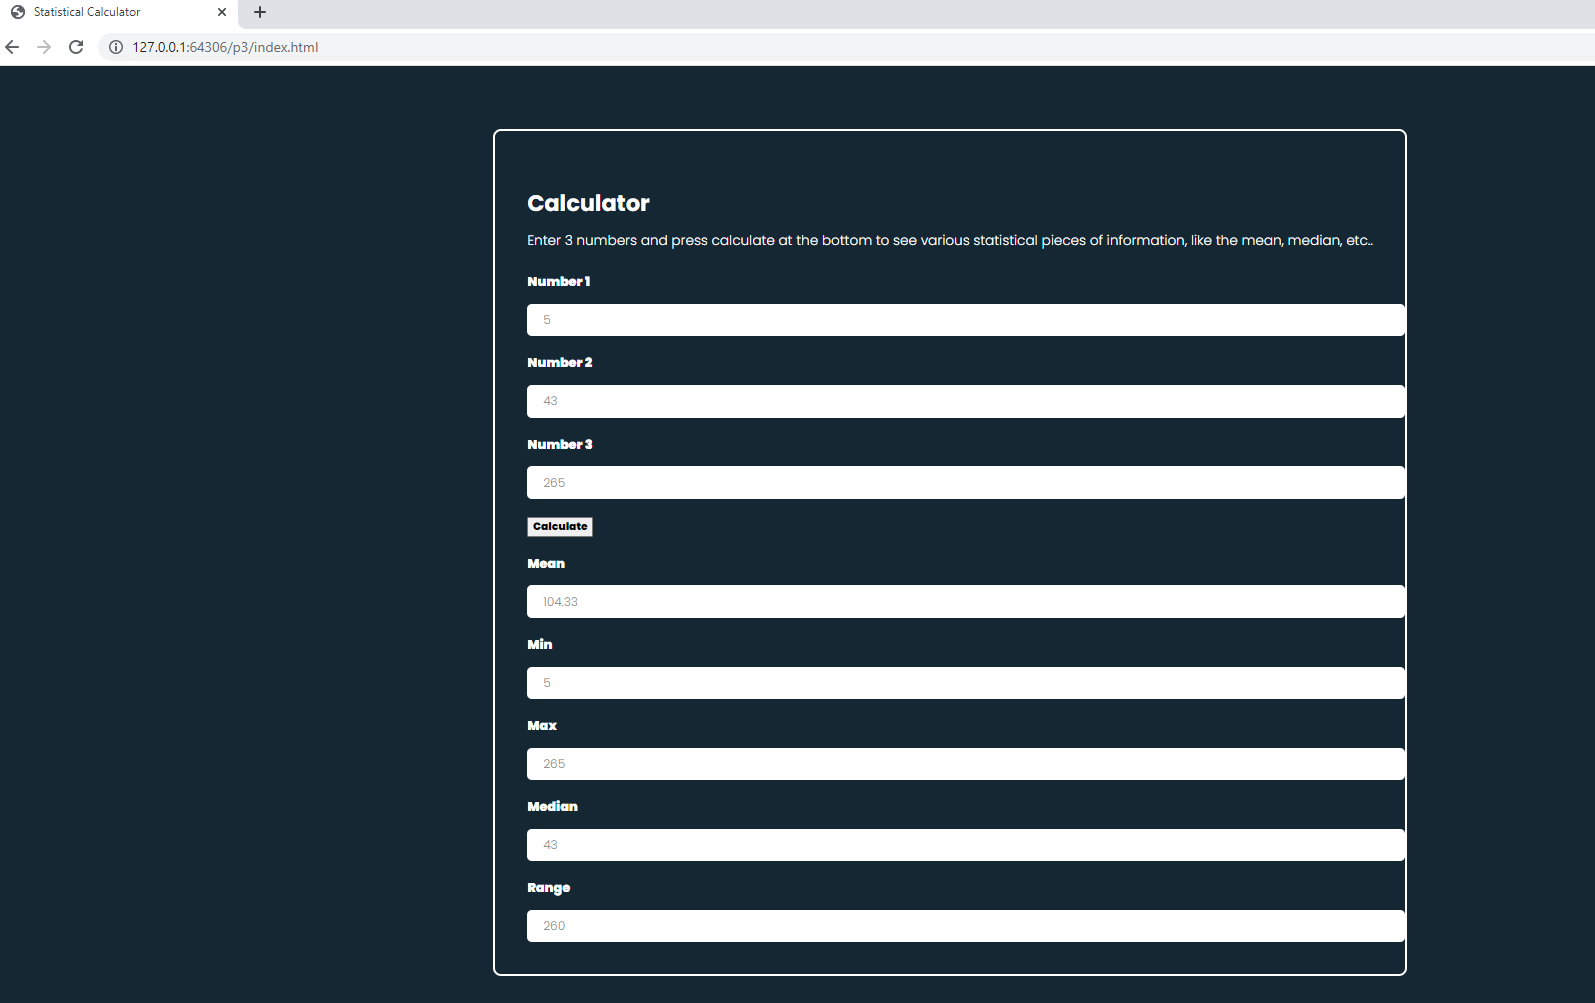 Statistical Calculator
127.0.0.1:64306/p3/index.html
Calculator
Enter 3 numbers and press calculate at the bottom to see various statistical pieces of information, like the mean, median, etc..
Number 1
5
Number 2
43
Number 3
265
Calculate
Mean
104.33
Min
5
Max
265
Median
43
Range
260